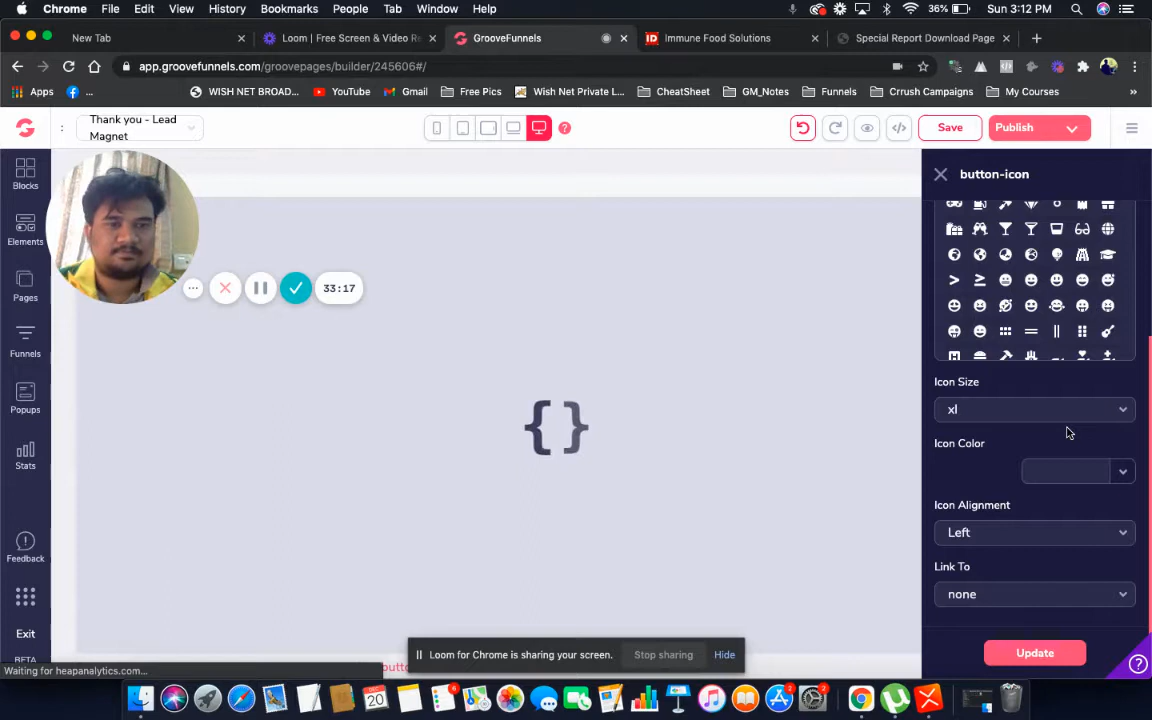 Chrome File Edit View History Bookmarks People Tab Window Help 36% Sun 3:12 PM
New Tab Loom | Free Screen & Video Re GrooveFunnels Immune Food Solutions Special Report Download Page
app.groovefunnels.com/groovepages/builder/245606#/
Apps ... WISH NET BROAD... YouTube Gmail Free Pics Wish Net Private L... CheatSheet GM_Notes Funnels Crrush Campaigns My Courses
Thank you - Lead
Magnet
Save
Publish
Blocks
Elements
Pages
Funnels
Popups
Stats
Feedback
Exit
BETA
33:17
{}
button-icon
Icon Size
xl
Icon Color
Icon Alignment
Left
Link To
none
Update
Loom for Chrome is sharing your screen. Stop sharing Hide
Waiting for heapanalytics.com...